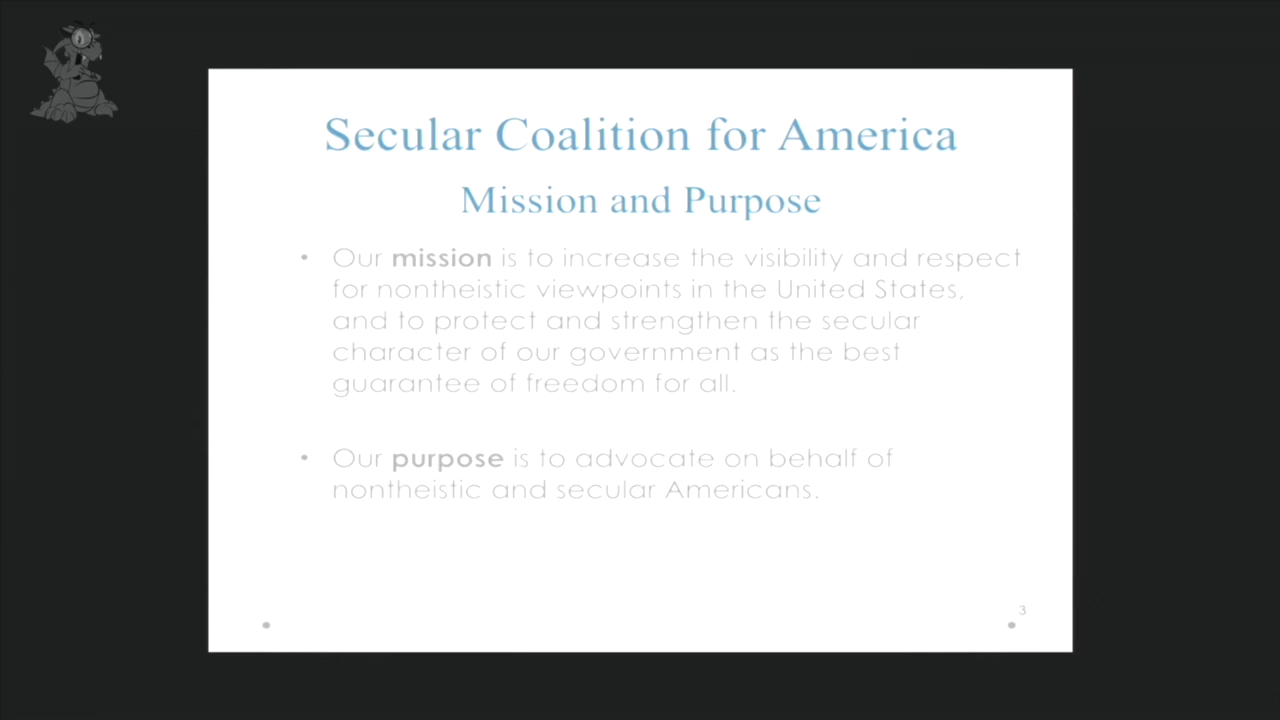 Secular Coalition for America
Mission and Purpose
• Our mission is to increase the visibility and respect
for nontheistic viewpoints in the United States,
and to protect and strengthen the secular
character of our government as the best
guarantee of freedom for all.
• Our purpose is to advocate on behalf of
nontheistic and secular Americans.
3